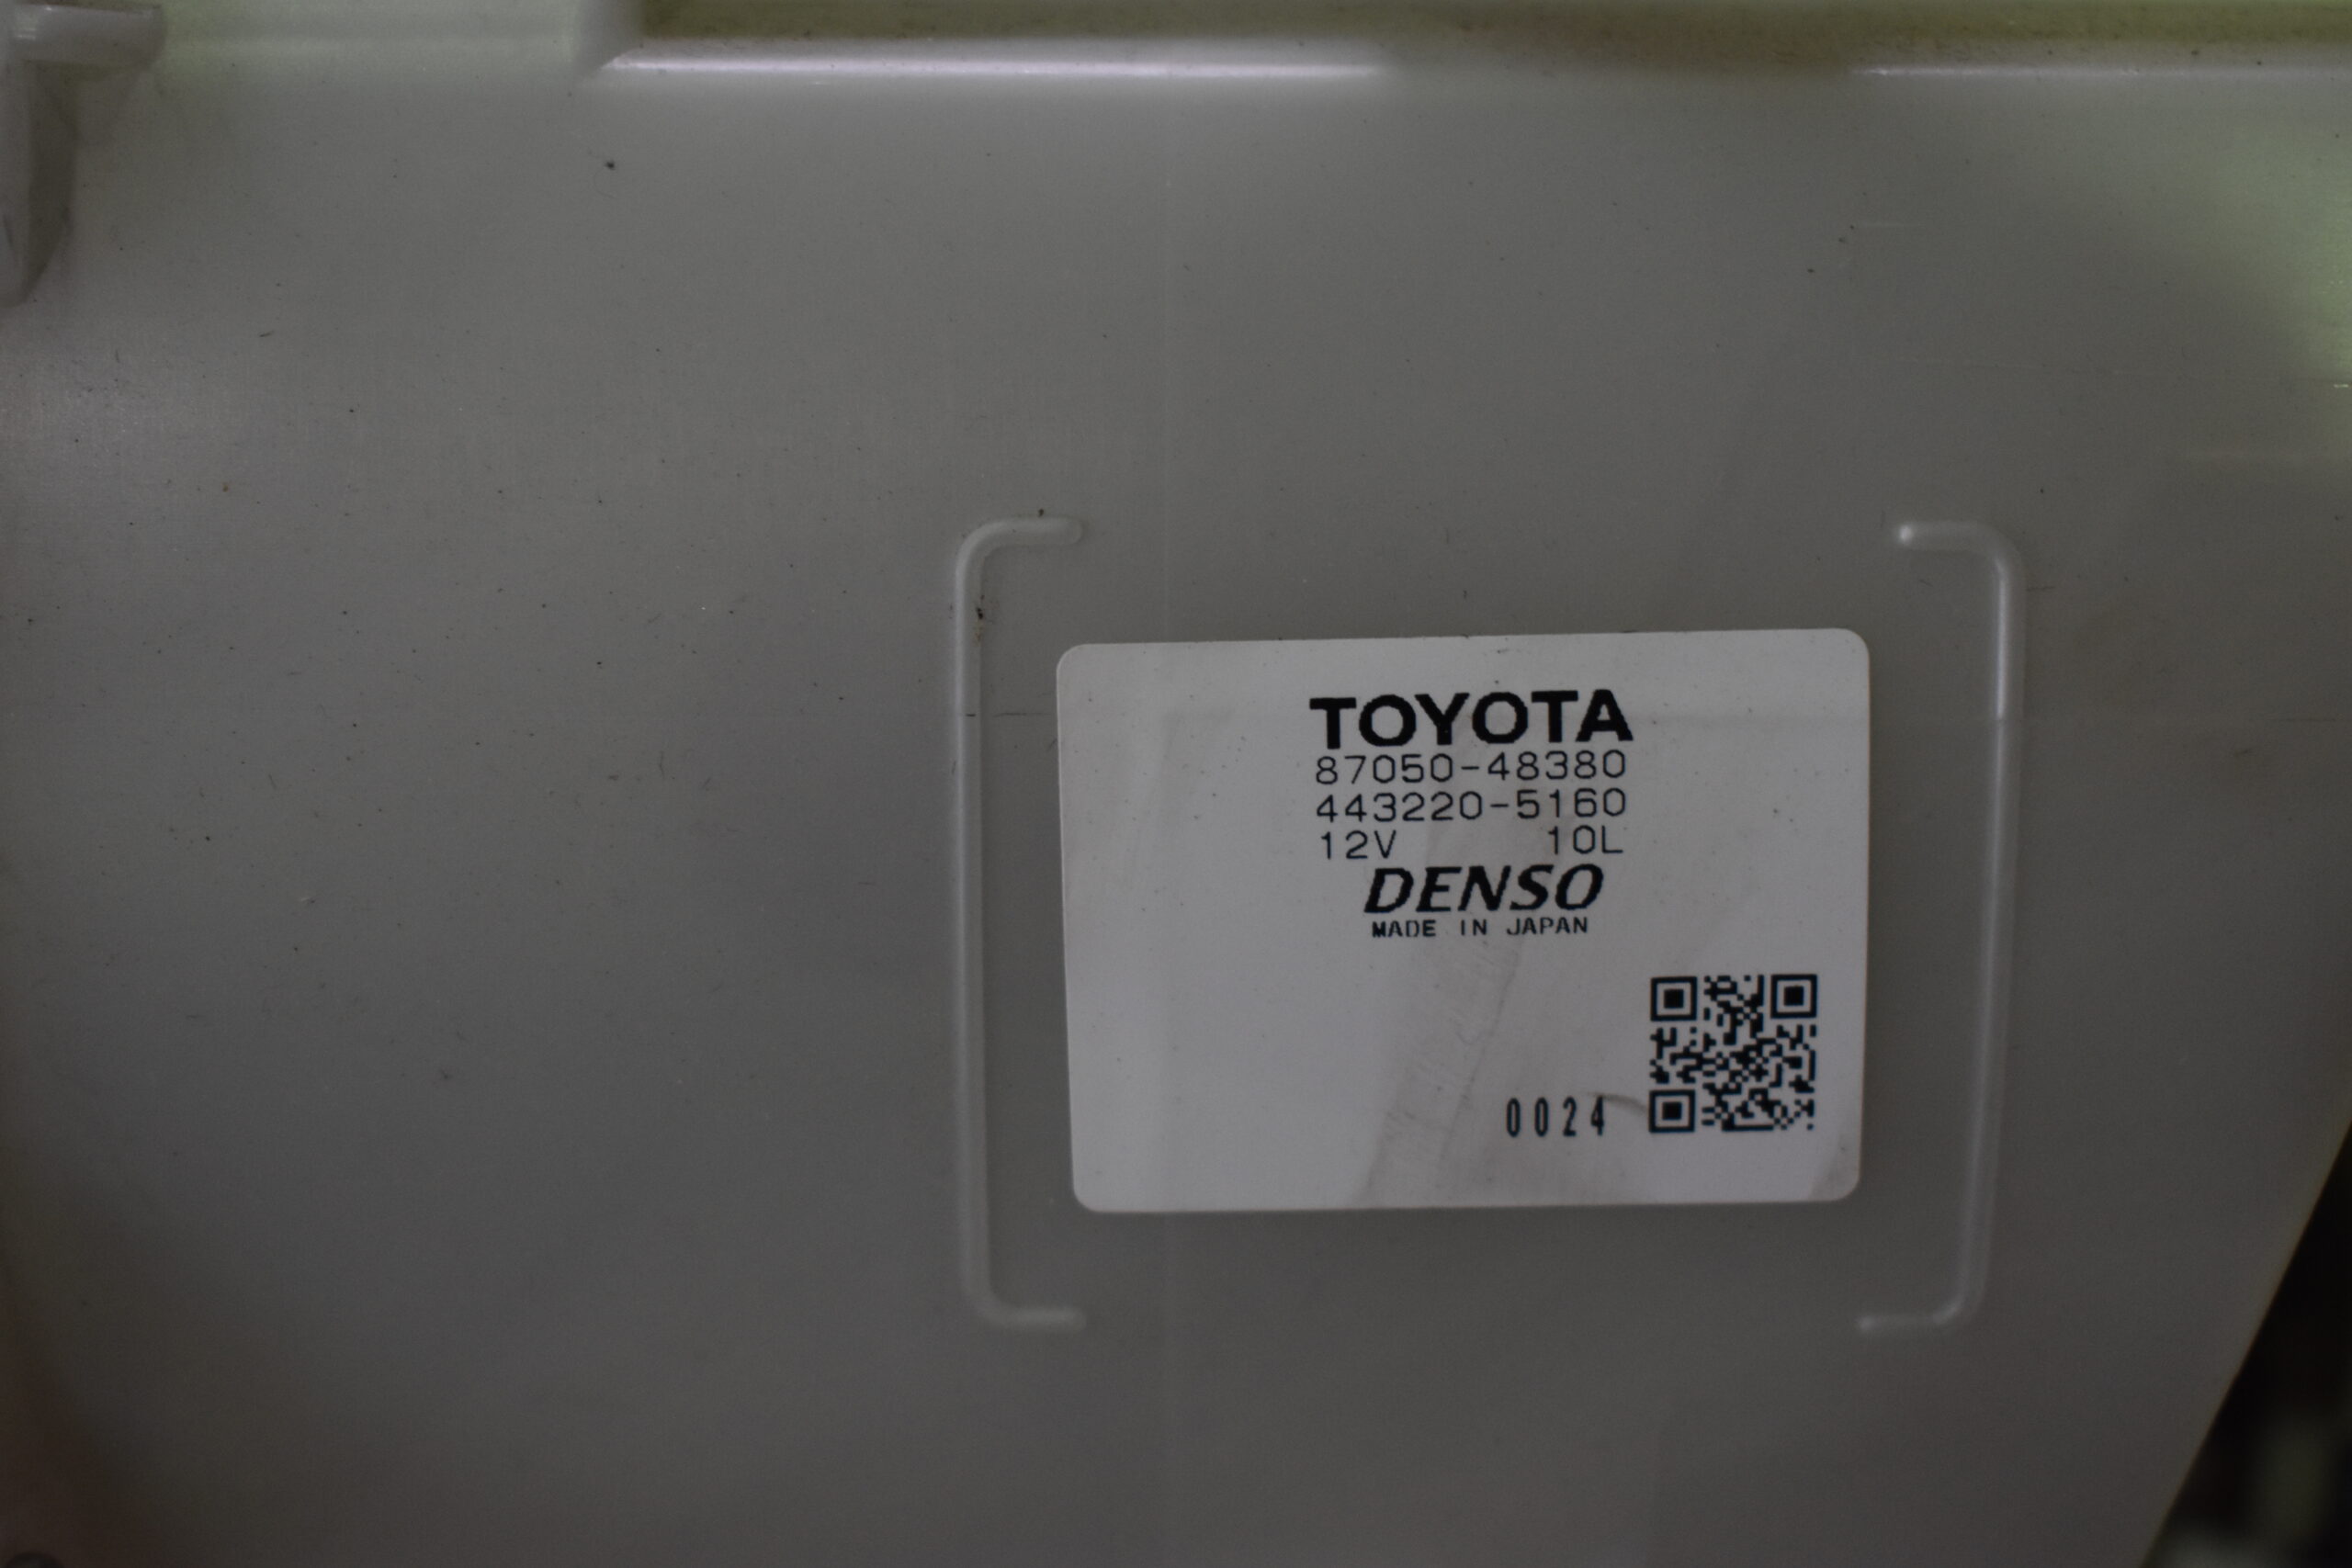 TOYOTA
87050-48380
443220-5160
12V 10L
DENSO
MADE IN JAPAN
0024